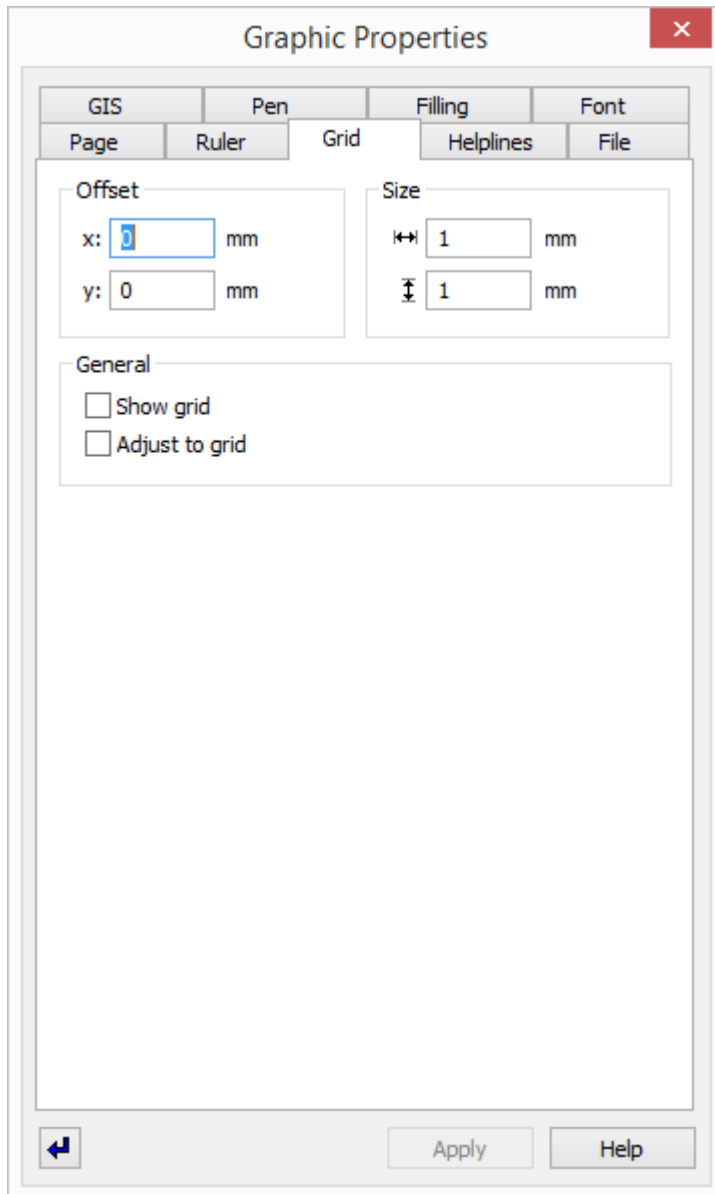 Graphic Properties
GIS Pen Filling Font
Page Ruler Grid Helplines File
Offset
x: 0 mm
y: 0 mm
Size
1 mm
1 mm
General
Show grid
Adjust to grid
Apply Help